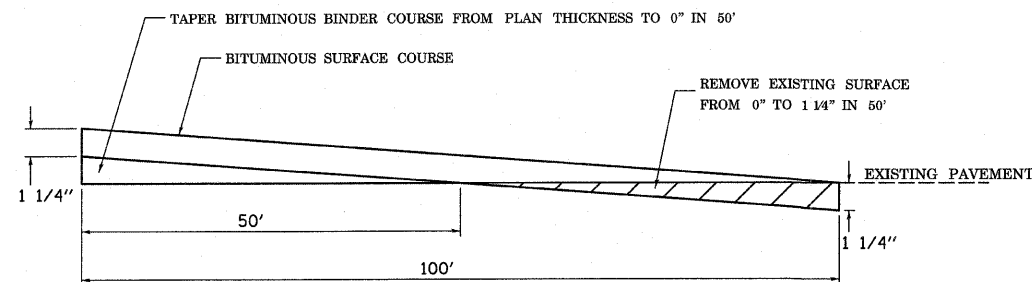 TAPER BITUMINOUS BINDER COURSE FROM PLAN THICKNESS TO 0" IN 50'
BITUMINOUS SURFACE COURSE
REMOVE EXISTING SURFACE
FROM 0" TO 1 1/4" IN 50'
EXISTING PAVEMENT
1 1/4"
50'
1 1/4"
100'